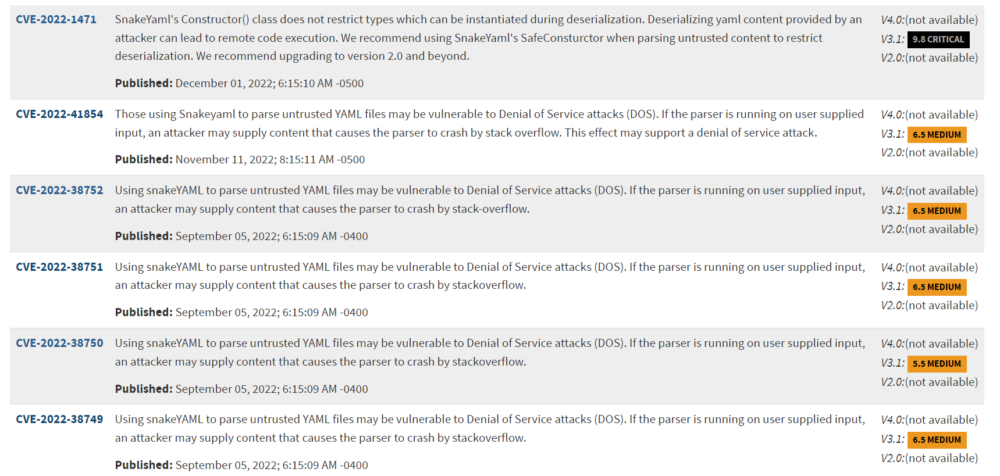 CVE-2022-1471
SnakeYaml's Constructor() class does not restrict types which can be instantiated during deserialization. Deserializing yaml content provided by an
attacker can lead to remote code execution. We recommend using SnakeYaml's SafeConsturctor when parsing untrusted content to restrict
deserialization. We recommend upgrading to version 2.0 and beyond.
Published: December 01, 2022; 6:15:10 AM -0500
V4.0:(not available)
V3.1: 9.8 CRITICAL
V2.0:(not available)
CVE-2022-41854
Those using Snakeyaml to parse untrusted YAML files may be vulnerable to Denial of Service attacks (DOS). If the parser is running on user supplied
input, an attacker may supply content that causes the parser to crash by stack overflow. This effect may support a denial of service attack.
Published: November 11, 2022; 8:15:11 AM -0500
V4.0:(not available)
V3.1: 6.5 MEDIUM
V2.0:(not available)
CVE-2022-38752
Using snakeYAML to parse untrusted YAML files may be vulnerable to Denial of Service attacks (DOS). If the parser is running on user supplied input,
an attacker may supply content that causes the parser to crash by stack-overflow.
Published: September 05, 2022; 6:15:09 AM -0400
V4.0:(not available)
V3.1: 6.5 MEDIUM
V2.0:(not available)
CVE-2022-38751
Using snakeYAML to parse untrusted YAML files may be vulnerable to Denial of Service attacks (DOS). If the parser is running on user supplied input,
an attacker may supply content that causes the parser to crash by stackoverflow.
Published: September 05, 2022; 6:15:09 AM -0400
V4.0:(not available)
V3.1: 6.5 MEDIUM
V2.0:(not available)
CVE-2022-38750
Using snakeYAML to parse untrusted YAML files may be vulnerable to Denial of Service attacks (DOS). If the parser is running on user supplied input,
an attacker may supply content that causes the parser to crash by stackoverflow.
Published: September 05, 2022; 6:15:09 AM -0400
V4.0:(not available)
V3.1: 5.5 MEDIUM
V2.0:(not available)
CVE-2022-38749
Using snakeYAML to parse untrusted YAML files may be vulnerable to Denial of Service attacks (DOS). If the parser is running on user supplied input,
an attacker may supply content that causes the parser to crash by stackoverflow.
Published: September 05, 2022; 6:15:09 AM -0400
V4.0:(not available)
V3.1: 6.5 MEDIUM
V2.0:(not available)